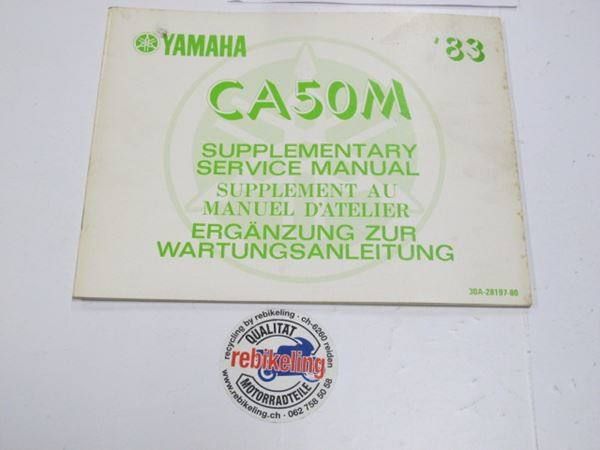 YAMAHA
'83
CA50M
SUPPLEMENTARY
SERVICE MANUAL
SUPPLEMENT AU
MANUEL D'ATELIER
ERGÄNZUNG ZUR
WARTUNGSANLEITUNG
30A-28197-80
recycling by rebikeling - ch-6260 reiden
QUALITÄT
rebikeling
MOTORRADTEILE
www.rebikeling.ch - 062 758 50 58